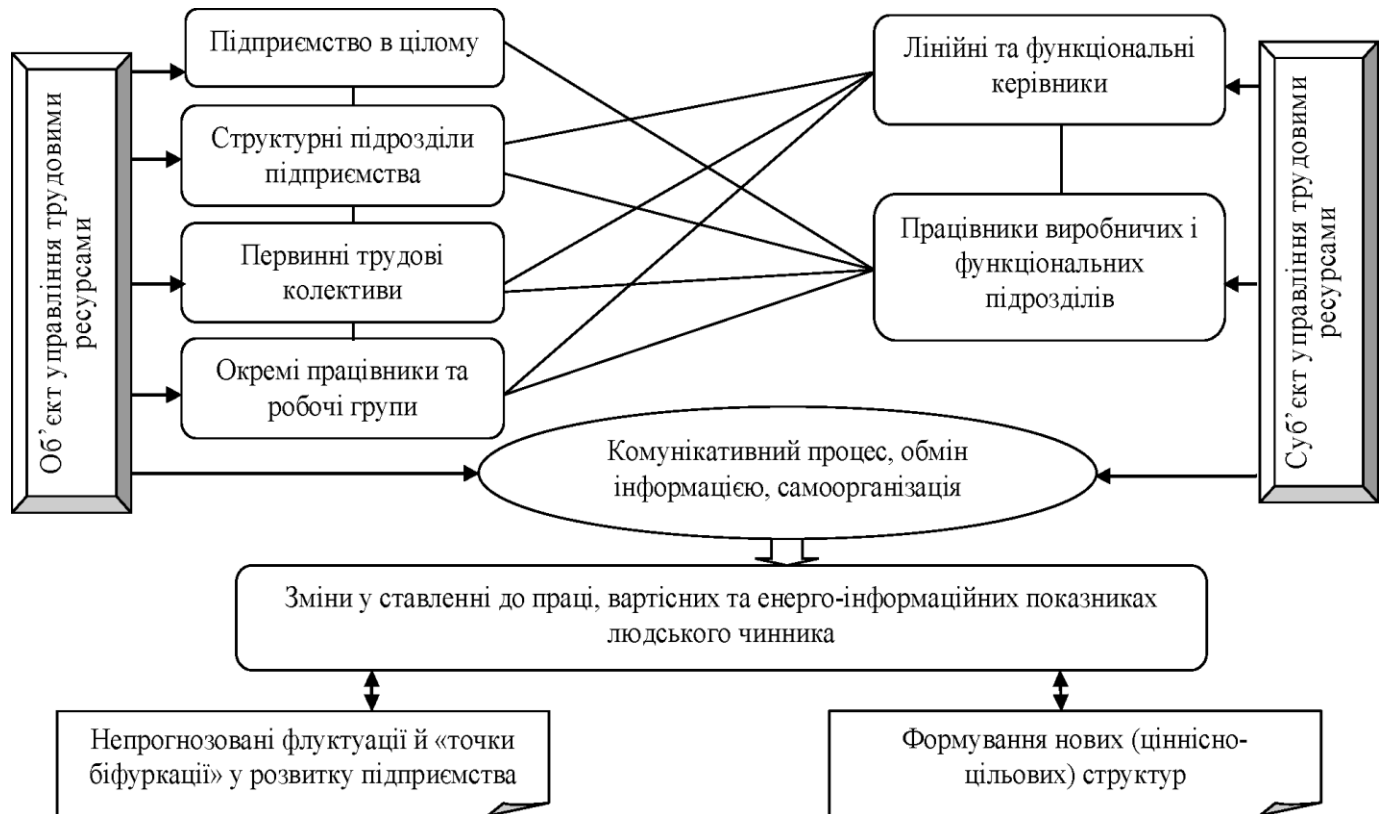 Об’єкт управління трудовими
ресурсами
Підприємство в цілому
Структурні підрозділи
підприємства
Первинні трудові
колективи
Окремі працівники та
робочі групи
Лінійні та функціональні
керівники
Працівники виробничих і
функціональних
підрозділів
Суб’єкт управління трудовими
ресурсами
Комунікативний процес, обмін
інформацією, самоорганізація
Зміни у ставленні до праці, вартісних та енерго-інформаційних показниках
людського чинника
Непрогнозовані флуктуації й «точки
біфуркації» у розвитку підприємства
Формування нових (ціннісно-
цільових) структур